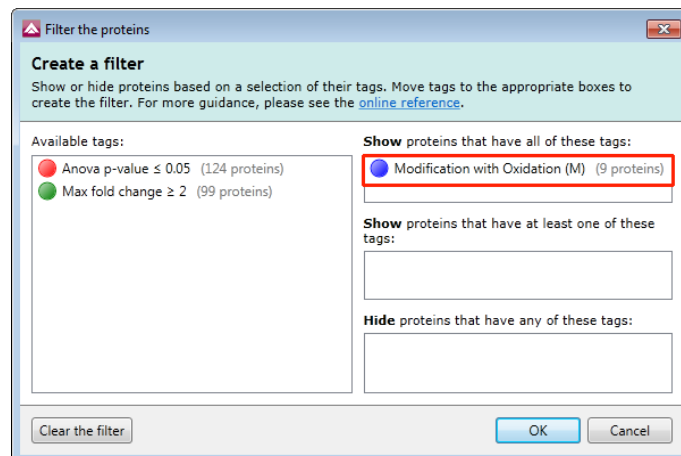 Filter the proteins
Create a filter
Show or hide proteins based on a selection of their tags. Move tags to the appropriate boxes to
create the filter. For more guidance, please see the online reference.
Available tags:
Anova p-value ≤ 0.05 (124 proteins)
Max fold change ≥ 2 (99 proteins)
Show proteins that have all of these tags:
Modification with Oxidation (M) (9 proteins)
Show proteins that have at least one of these
tags:
Hide proteins that have any of these tags:
Clear the filter
OK
Cancel